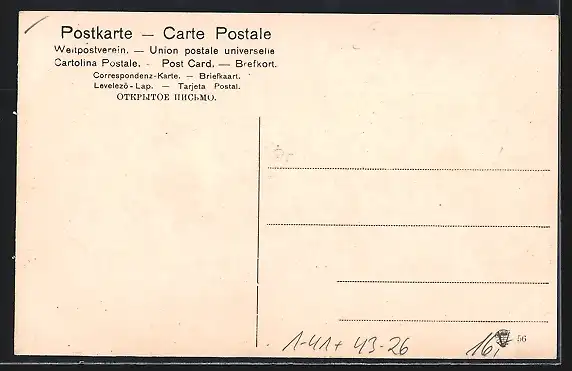 Postkarte — Carte Postale
Weltpostverein. — Union postale universelle
Cartolina Postale. - Post Card. — Brefkort.
Correspondenz-Karte. — Briefkaart.
Levelező-Lap. — Tarjeta Postal.
ОТКРЫТОЕ ПИСЬМО.
1-41+ 43-26
16,-
56